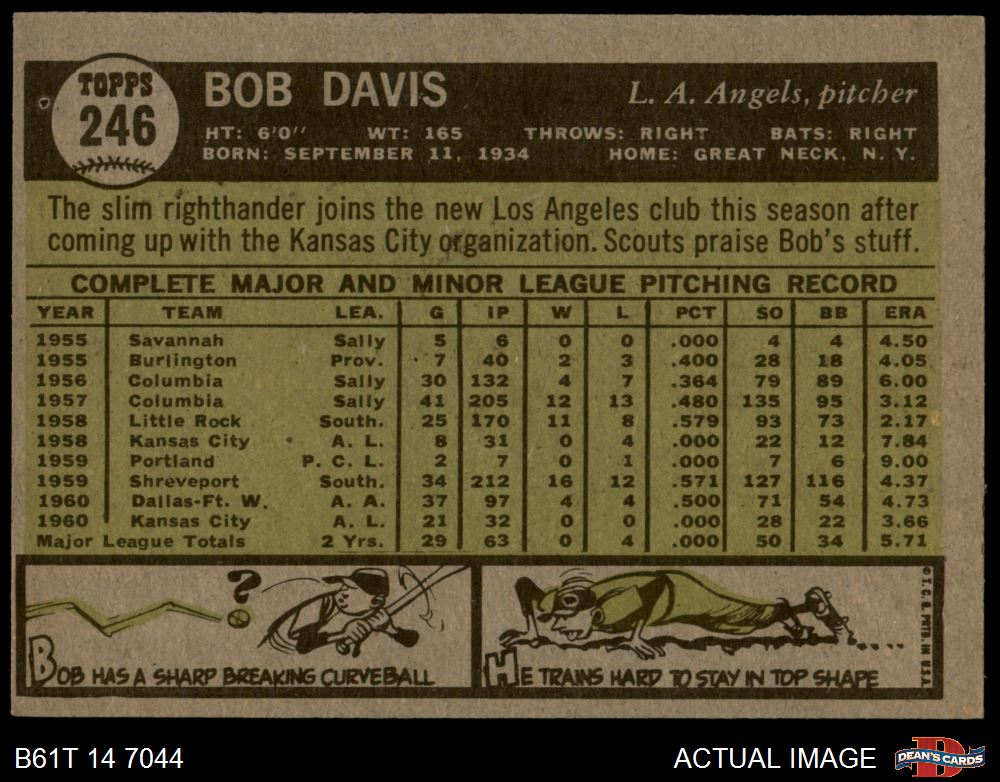 TOPPS
246
BOB DAVIS
L. A. Angels, pitcher
HT: 6'0" WT: 165 THROWS: RIGHT BATS: RIGHT
BORN: SEPTEMBER 11, 1934 HOME: GREAT NECK, N. Y.
The slim righthander joins the new Los Angeles club this season after
coming up with the Kansas City organization. Scouts praise Bob's stuff.
COMPLETE MAJOR AND MINOR LEAGUE PITCHING RECORD
YEAR TEAM LEA. G IP W L PCT SO BB ERA
1955 Savannah Sally 5 6 0 0 .000 4 4 4.50
1955 Burlington Prov. 7 40 2 3 .400 28 18 4.05
1956 Columbia Sally 30 132 4 7 .364 79 89 6.00
1957 Columbia Sally 41 205 12 13 .480 135 95 3.12
1958 Little Rock South. 25 170 11 8 .579 93 73 2.17
1958 Kansas City A. L. 8 31 0 4 .000 22 12 7.84
1959 Portland P. C. L. 2 7 0 1 .000 7 6 9.00
1959 Shreveport South. 34 212 16 12 .571 127 116 4.37
1960 Dallas-Ft. W. A. A. 37 97 4 4 .500 71 54 4.73
1960 Kansas City A. L. 21 32 0 0 .000 28 22 3.66
Major League Totals 2 Yrs. 29 63 0 4 .000 50 34 5.71
?
BOB HAS A SHARP BREAKING CURVEBALL
HE TRAINS HARD TO STAY IN TOP SHAPE
© T. C. G. PRTD. IN U.S.A.
B61T 14 7044
ACTUAL IMAGE
D
DEAN'S CARDS